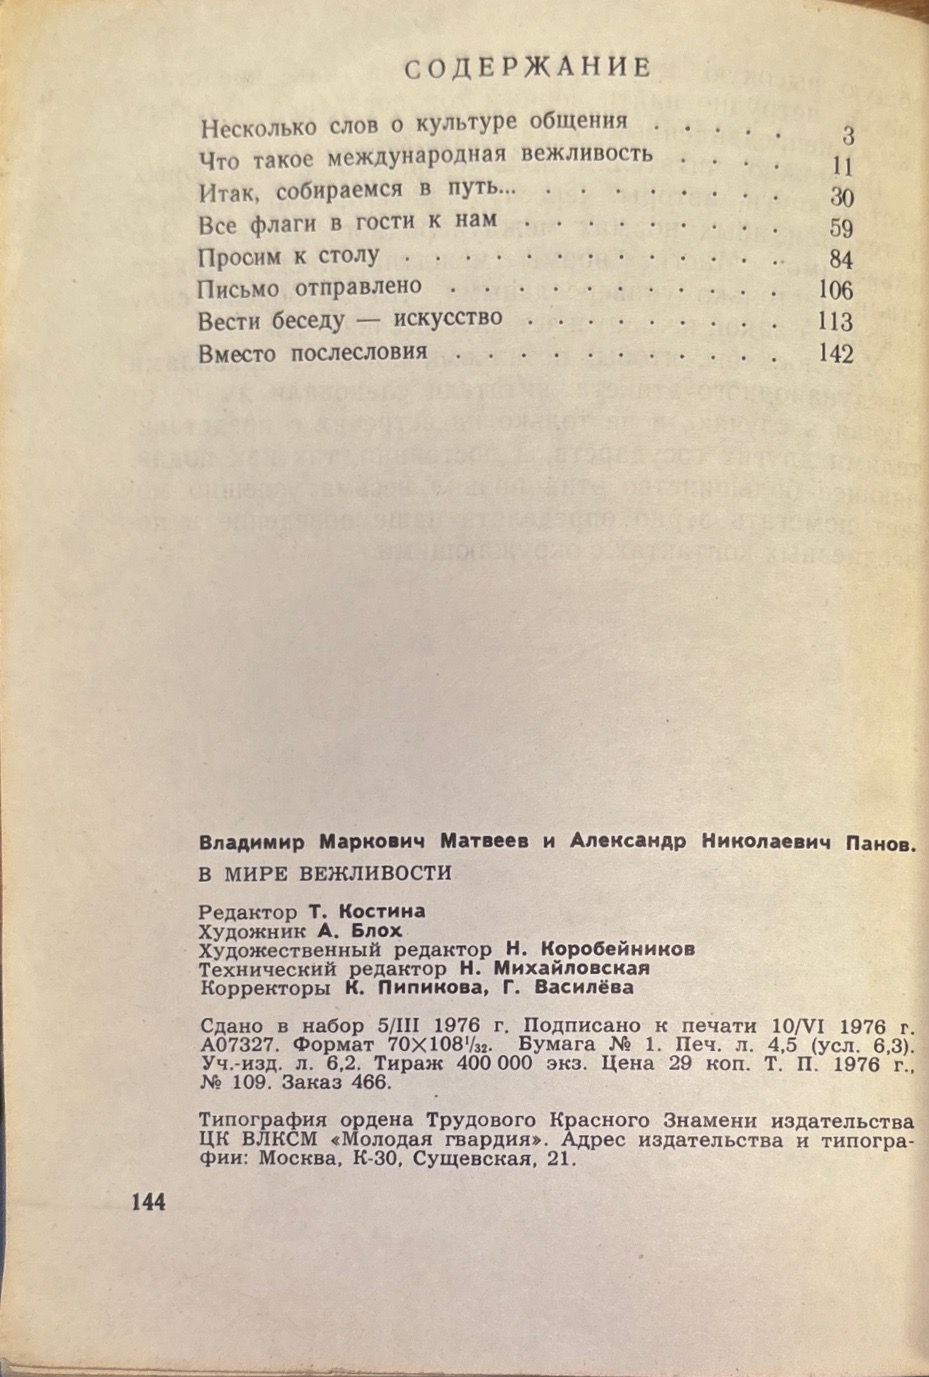 СОДЕРЖАНИЕ
Несколько слов о культуре общения . . . . . 3
Что такое международная вежливость . . . . 11
Итак, собираемся в путь... . . . . . . . . 30
Все флаги в гости к нам . . . . . . . . . 59
Просим к столу . . . . . . . . . . . . . 84
Письмо отправлено . . . . . . . . . . . 106
Вести беседу — искусство . . . . . . . . . 113
Вместо послесловия . . . . . . . . . . . 142
Владимир Маркович Матвеев и Александр Николаевич Панов.
В МИРЕ ВЕЖЛИВОСТИ
Редактор Т. Костина
Художник А. Блох
Художественный редактор Н. Коробейников
Технический редактор Н. Михайловская
Корректоры К. Пипикова, Г. Василёва
Сдано в набор 5/III 1976 г. Подписано к печати 10/VI 1976 г.
А07327. Формат 70×108¹/₃₂. Бумага № 1. Печ. л. 4,5 (усл. 6,3).
Уч.-изд. л. 6,2. Тираж 400 000 экз. Цена 29 коп. Т. П. 1976 г.,
№ 109. Заказ 466.
Типография ордена Трудового Красного Знамени издательства
ЦК ВЛКСМ «Молодая гвардия». Адрес издательства и типогра-
фии: Москва, К-30, Сущевская, 21.
144